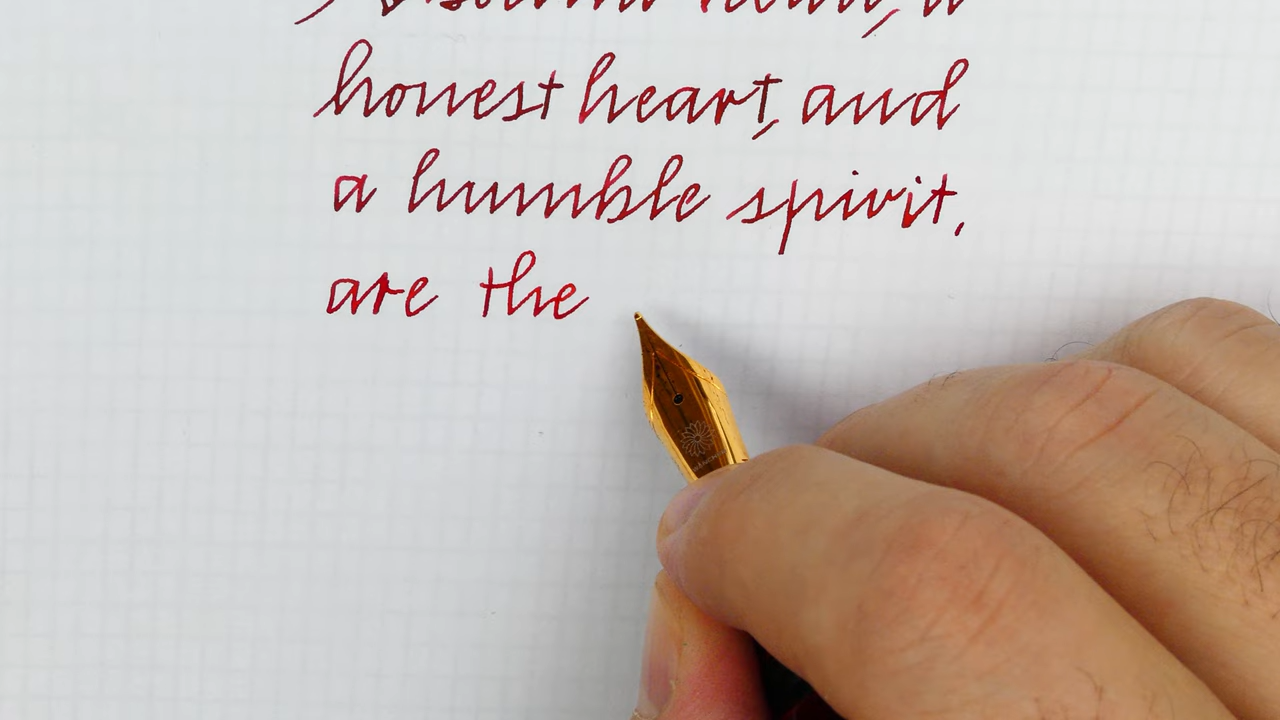 honest heart, and
a humble spirit,
are the